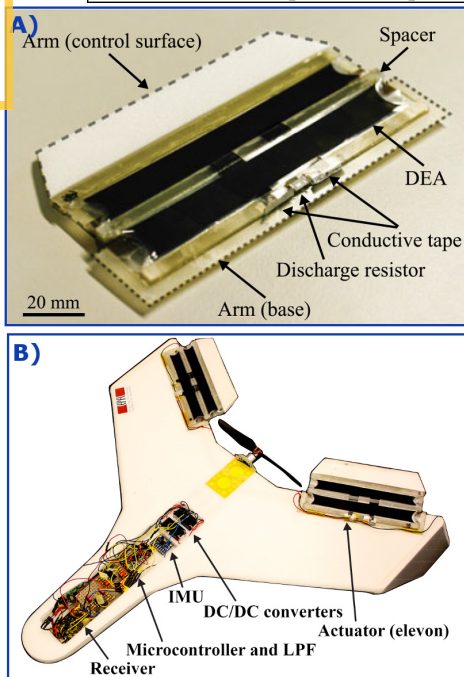 A)
Arm (control surface)
Spacer
DEA
Conductive tape
Discharge resistor
Arm (base)
20 mm
B)
IMU
DC/DC converters
Actuator (elevon)
Microcontroller and LPF
Receiver